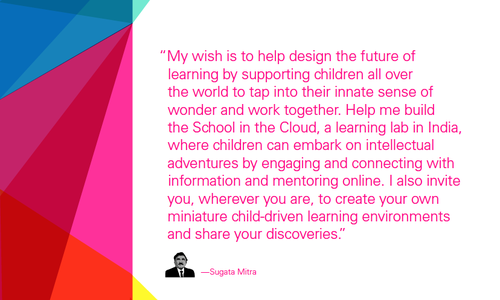 “My wish is to help design the future of
learning by supporting children all over
the world to tap into their innate sense of
wonder and work together. Help me build
the School in the Cloud, a learning lab in India,
where children can embark on intellectual
adventures by engaging and connecting with
information and mentoring online. I also invite
you, wherever you are, to create your own
miniature child-driven learning environments
and share your discoveries.”
—Sugata Mitra